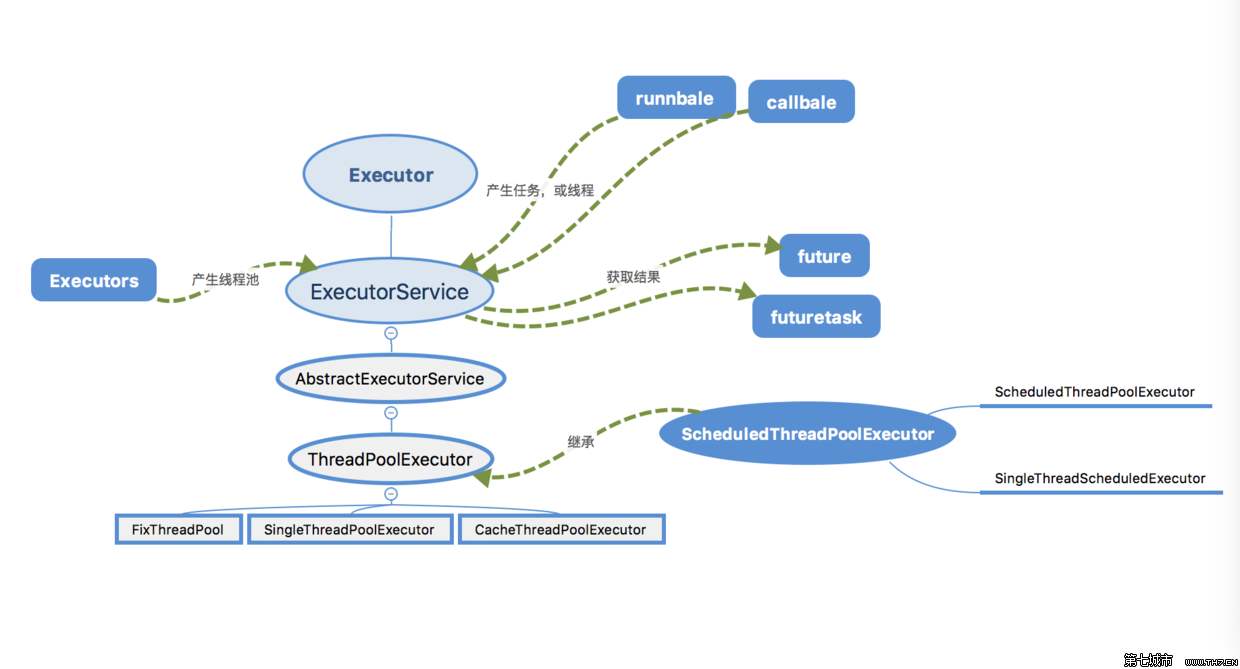 runnbale
callbale
Executor
产生任务，或线程
future
Executors
产生线程池
ExecutorService
获取结果
futuretask
AbstractExecutorService
ScheduledThreadPoolExecutor
ScheduledThreadPoolExecutor
继承
ThreadPoolExecutor
SingleThreadScheduledExecutor
FixThreadPool
SingleThreadPoolExecutor
CacheThreadPoolExecutor
第七城市 WWW.TH7.CN